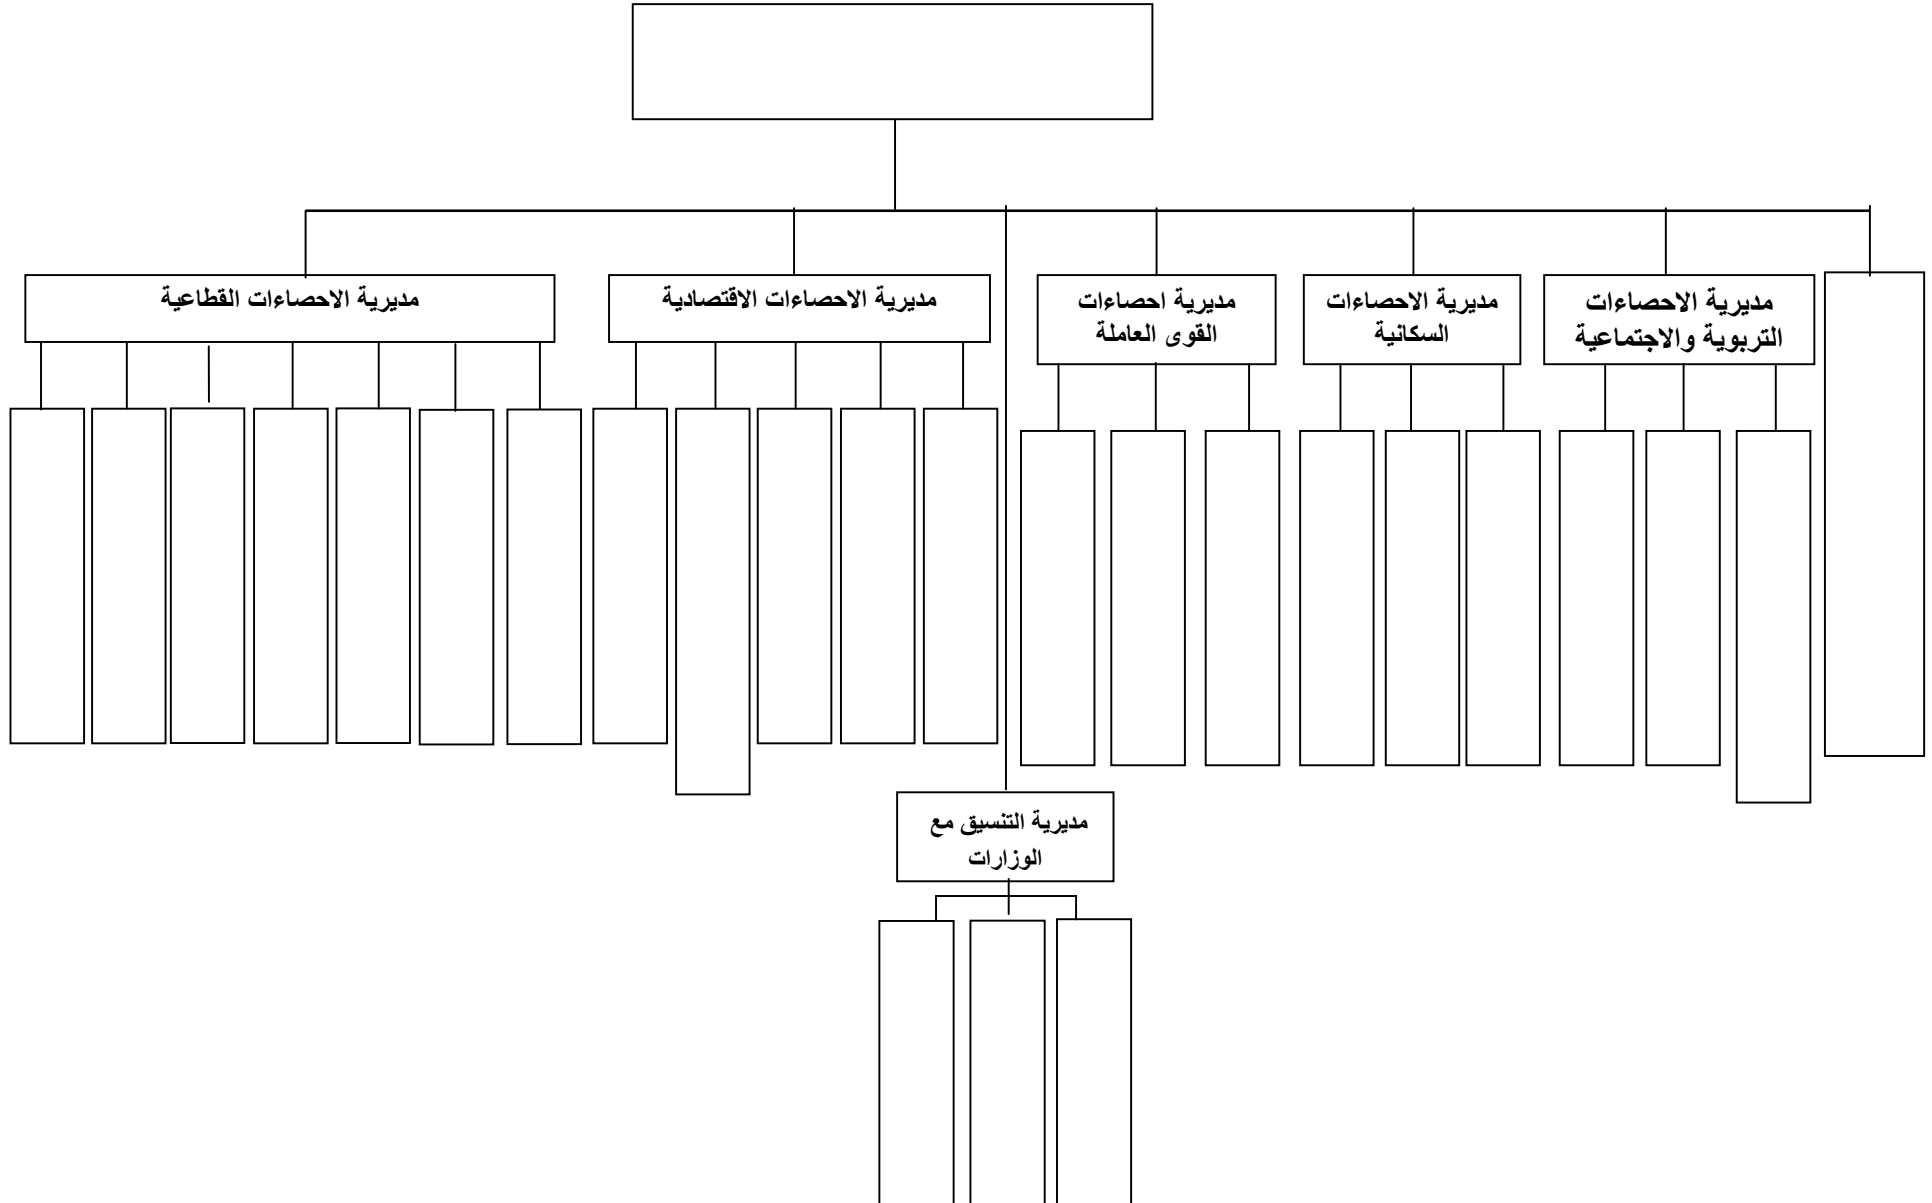 مديرية الاحصاءات التربوية والاجتماعية
مديرية الاحصاءات السكانية
مديرية احصاءات القوى العاملة
مديرية الاحصاءات الاقتصادية
مديرية الاحصاءات القطاعية
مديرية التنسيق مع
الوزارات